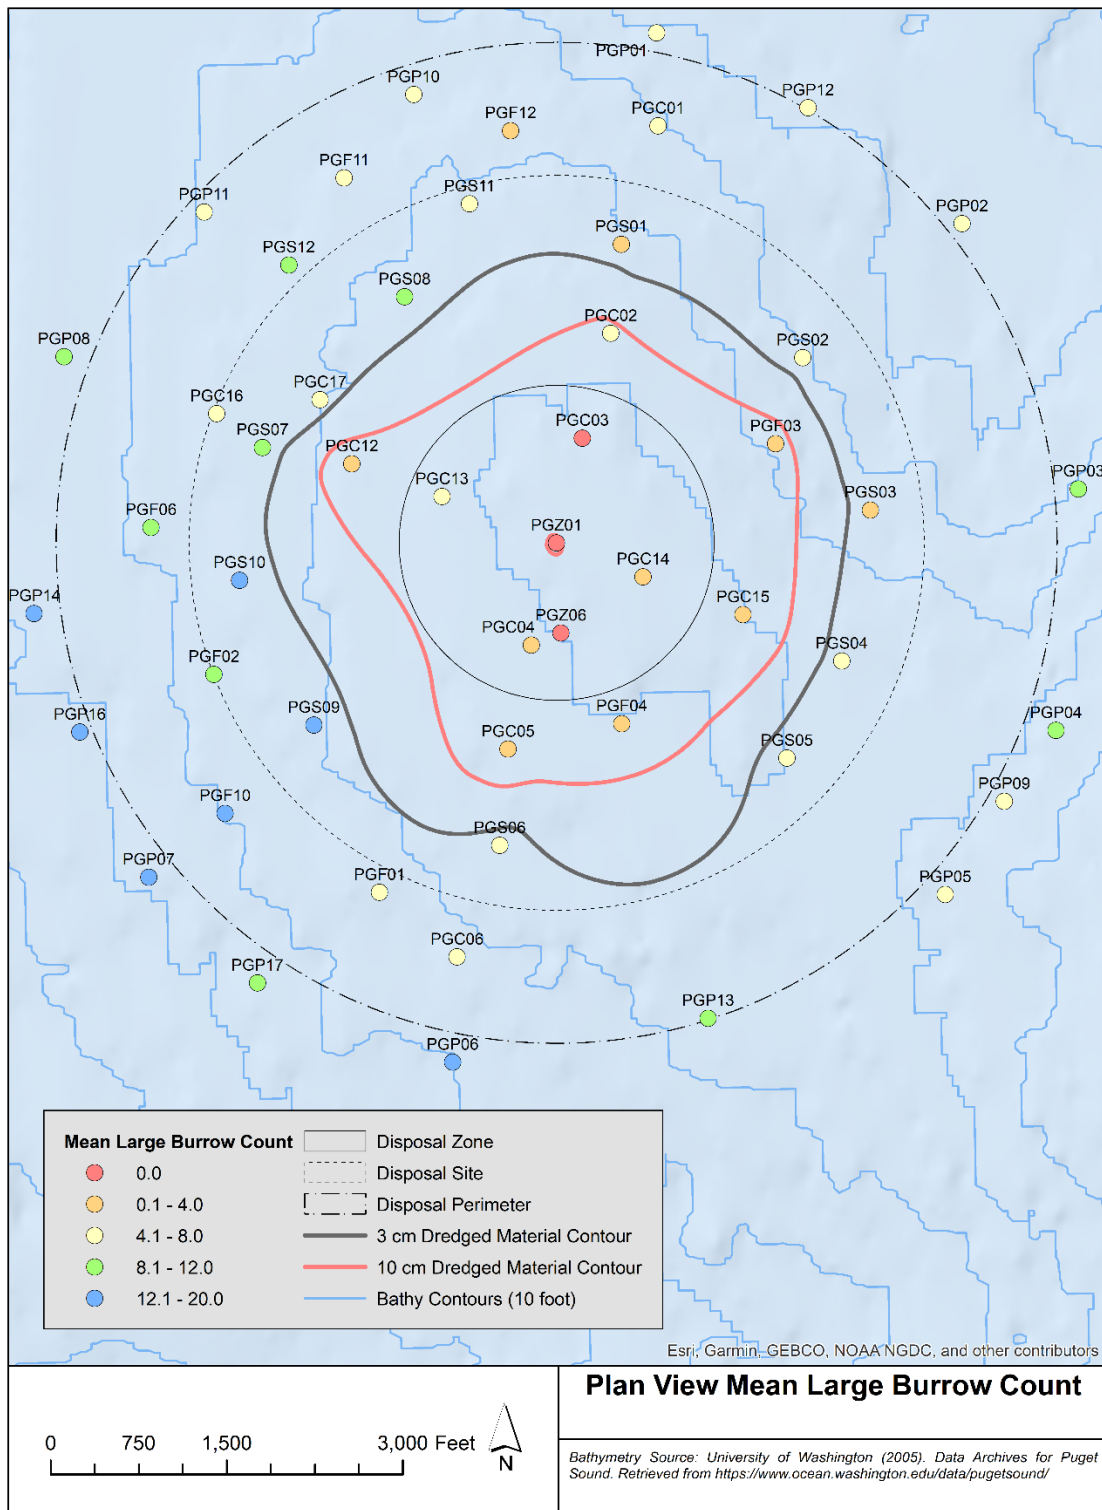 PGP01
PGP10
PGP12
PGF12
PGC01
PGF11
PGP11
PGS11
PGP02
PGS01
PGS12
PGS08
PGC02
PGP08
PGS02
PGC17
PGC16
PGC03
PGF03
PGS07
PGC12
PGC13
PGP03
PGS03
PGF06
PGZ01
PGS10
PGC14
PGP14
PGC15
PGZ06
PGC04
PGS04
PGF02
PGF04
PGS09
PGP16
PGC05
PGP04
PGS05
PGP09
PGF10
PGS06
PGP07
PGF01
PGP05
PGC06
PGP17
PGP13
PGP06
Mean Large Burrow Count
0.0
0.1 - 4.0
4.1 - 8.0
8.1 - 12.0
12.1 - 20.0
Disposal Zone
Disposal Site
Disposal Perimeter
3 cm Dredged Material Contour
10 cm Dredged Material Contour
Bathy Contours (10 foot)
Esri, Garmin, GEBCO, NOAA NGDC, and other contributors
0 750 1,500 3,000 Feet
N
Plan View Mean Large Burrow Count
Bathymetry Source: University of Washington (2005). Data Archives for Puget
Sound. Retrieved from https://www.ocean.washington.edu/data/pugetsound/